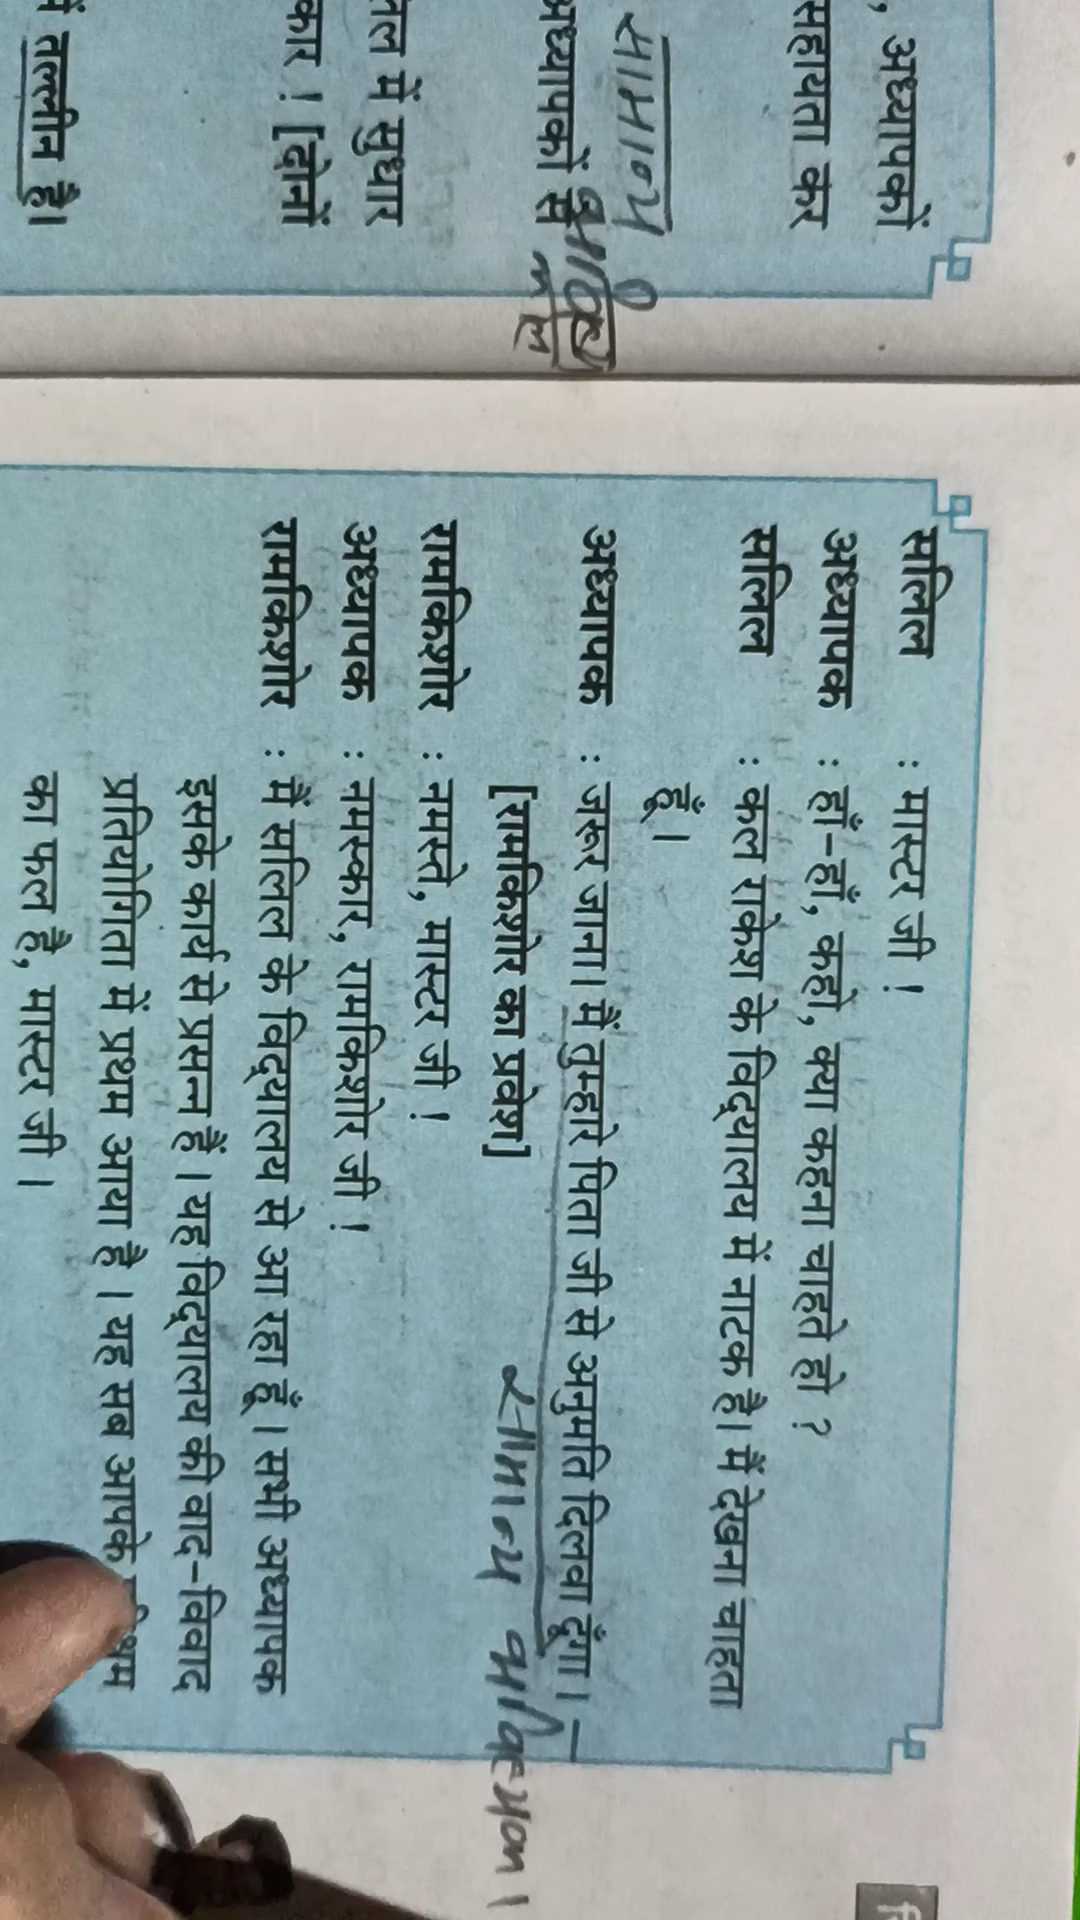 , अध्यापकों
सहायता कर
सामान्य
अध्यापकों से
में सुधार
कार ! [दोनों
तल्लीन है।
सलिल : मास्टर जी !
अध्यापक : हाँ-हाँ, कहो, क्या कहना चाहते हो ?
सलिल : कल राकेश के विद्यालय में नाटक है। मैं देखना चाहता
हूँ।
अध्यापक : जरूर जाना। मैं तुम्हारे पिता जी से अनुमति दिलवा दूँगा।
[रामकिशोर का प्रवेश]
सामान्य
रामकिशोर : नमस्ते, मास्टर जी !
अध्यापक : नमस्कार, रामकिशोर जी !
रामकिशोर : मैं सलिल के विद्यालय से आ रहा हूँ। सभी अध्यापक
इसके कार्य से प्रसन्न हैं। यह विद्यालय की वाद-विवाद
प्रतियोगिता में प्रथम आया है। यह सब आपके
का फल है, मास्टर जी।